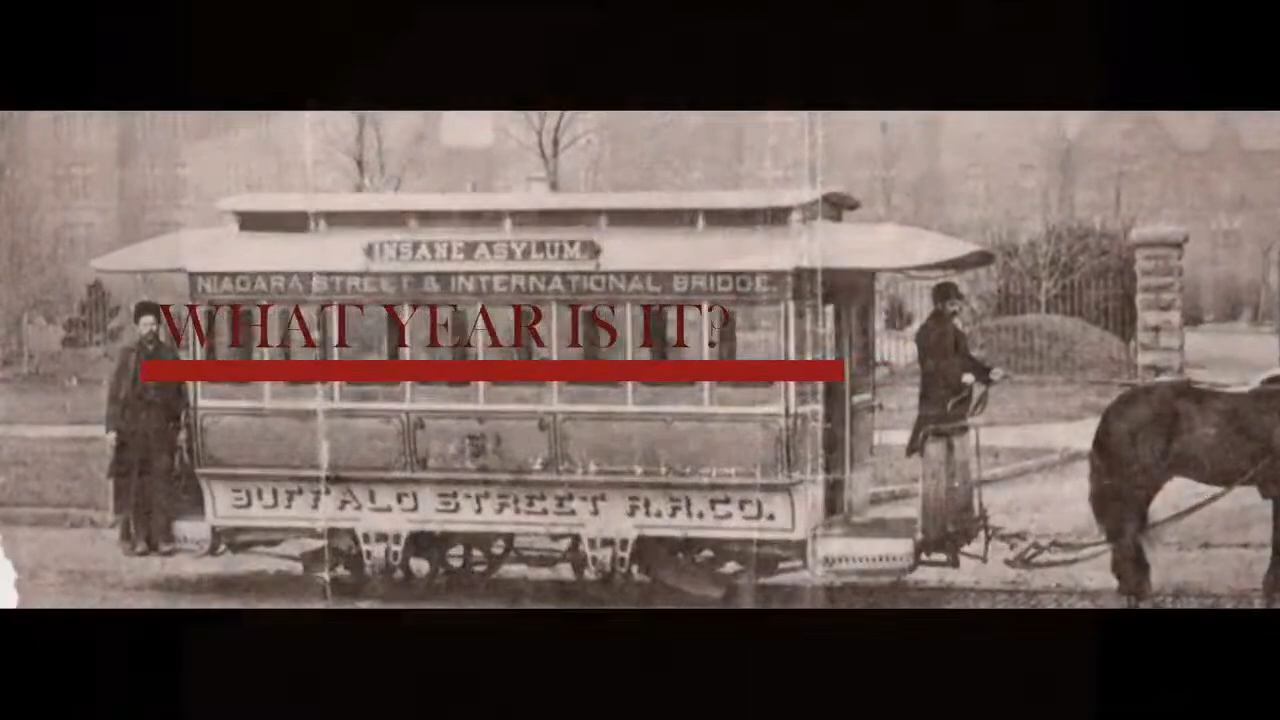 INSANE ASYLUM.
NIAGARA STREET & INTERNATIONAL BRIDGE.
WHAT YEAR IS IT?
BUFFALO STREET R.R.CO.